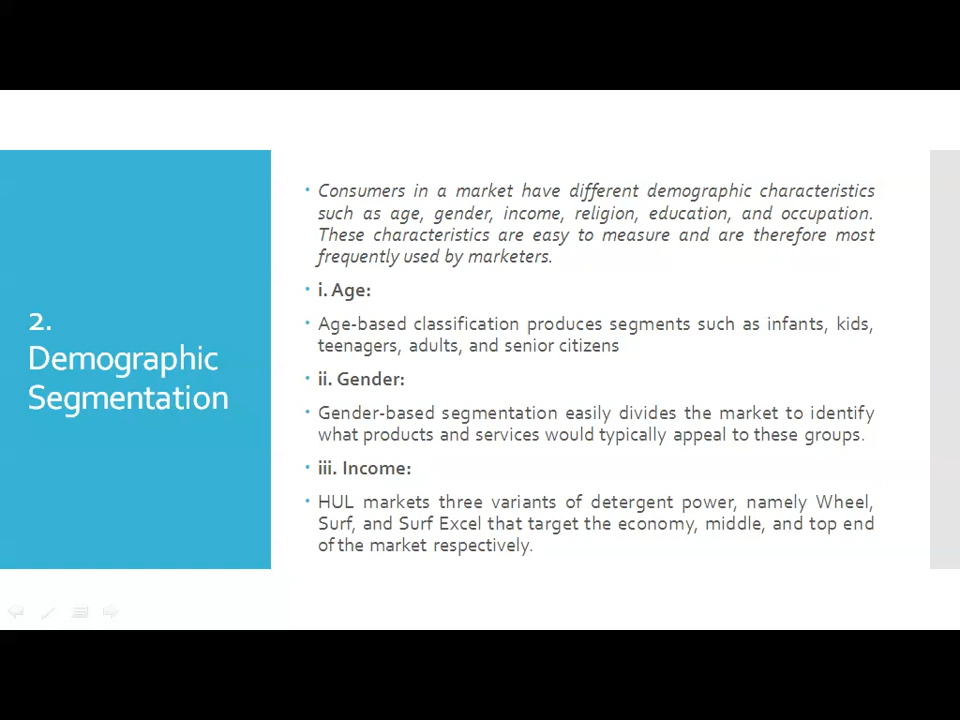 2.
Demographic
Segmentation
• Consumers in a market have different demographic characteristics
such as age, gender, income, religion, education, and occupation.
These characteristics are easy to measure and are therefore most
frequently used by marketers.
• i. Age:
• Age-based classification produces segments such as infants, kids,
teenagers, adults, and senior citizens
• ii. Gender:
• Gender-based segmentation easily divides the market to identify
what products and services would typically appeal to these groups.
• iii. Income:
• HUL markets three variants of detergent power, namely Wheel,
Surf, and Surf Excel that target the economy, middle, and top end
of the market respectively.